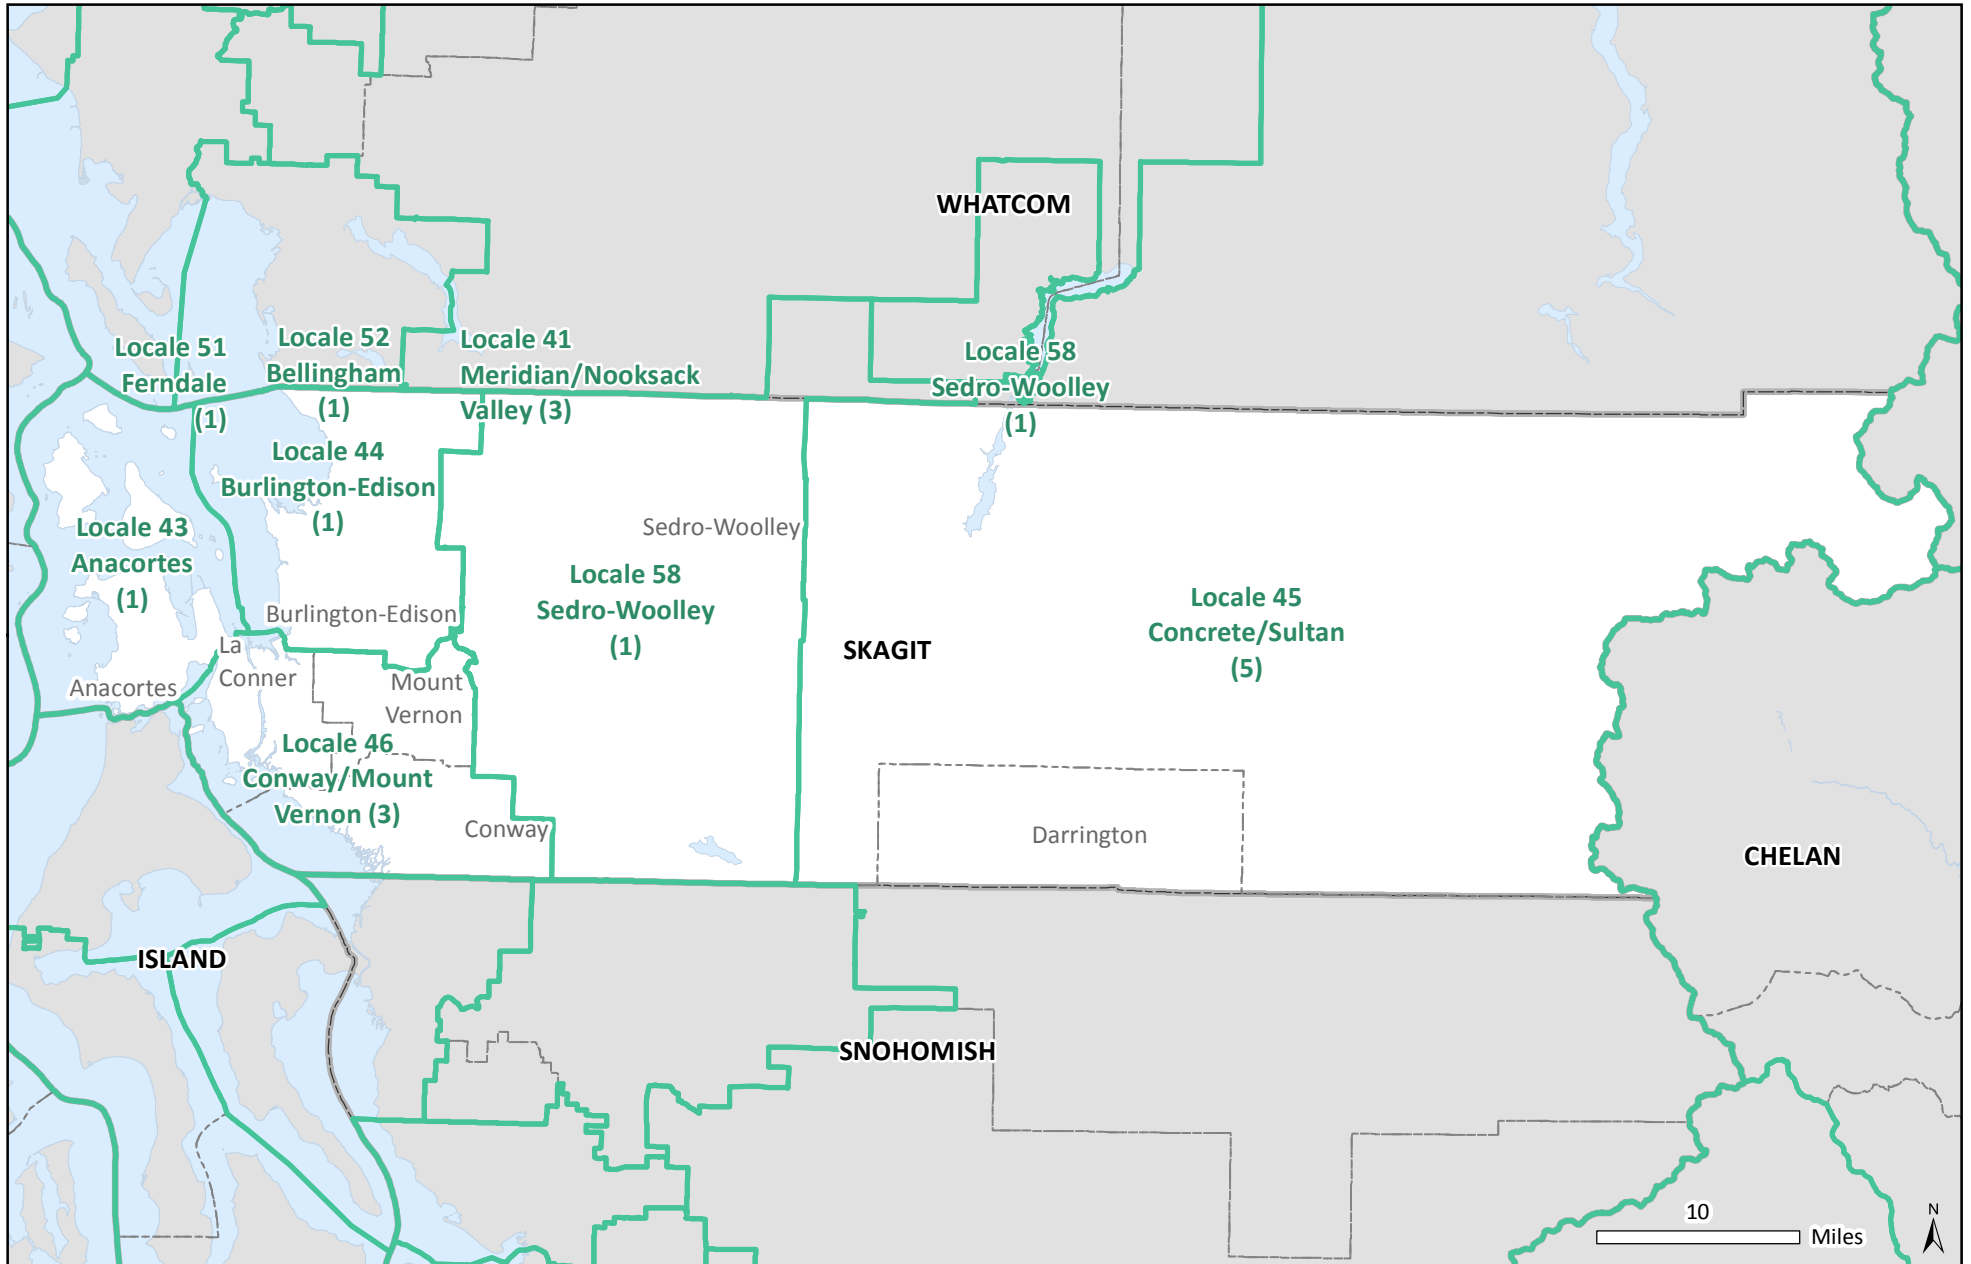 WHATCOM
Locale 51
Ferndale
(1)
Locale 52
Bellingham
(1)
Locale 41
Meridian/Nooksack
Valley (3)
Locale 58
Sedro-Woolley
(1)
Locale 44
Burlington-Edison
(1)
Locale 43
Anacortes
(1)
Sedro-Woolley
Locale 58
Sedro-Woolley
(1)
Locale 45
Concrete/Sultan
(5)
SKAGIT
Burlington-Edison
La
Conner
Anacortes
Mount
Vernon
Locale 46
Conway/Mount
Vernon (3)
Conway
Darrington
CHELAN
ISLAND
SNOHOMISH
10
Miles
N